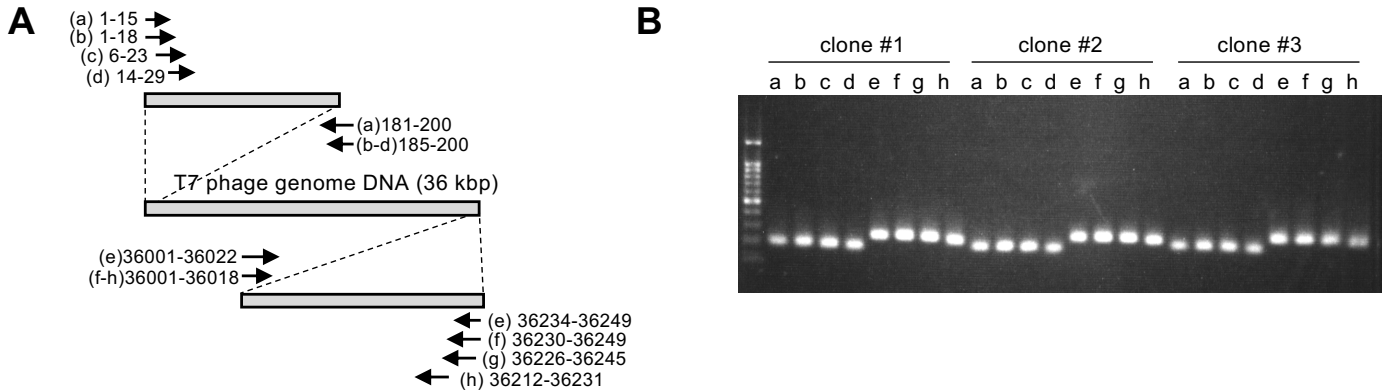 A
(a) 1-15
(b) 1-18
(c) 6-23
(d) 14-29
(a)181-200
(b-d)185-200
T7 phage genome DNA (36 kbp)
(e)36001-36022
(f-h)36001-36018
(e) 36234-36249
(f) 36230-36249
(g) 36226-36245
(h) 36212-36231
B
clone #1 clone #2 clone #3
a b c d e f g h a b c d e f g h a b c d e f g h